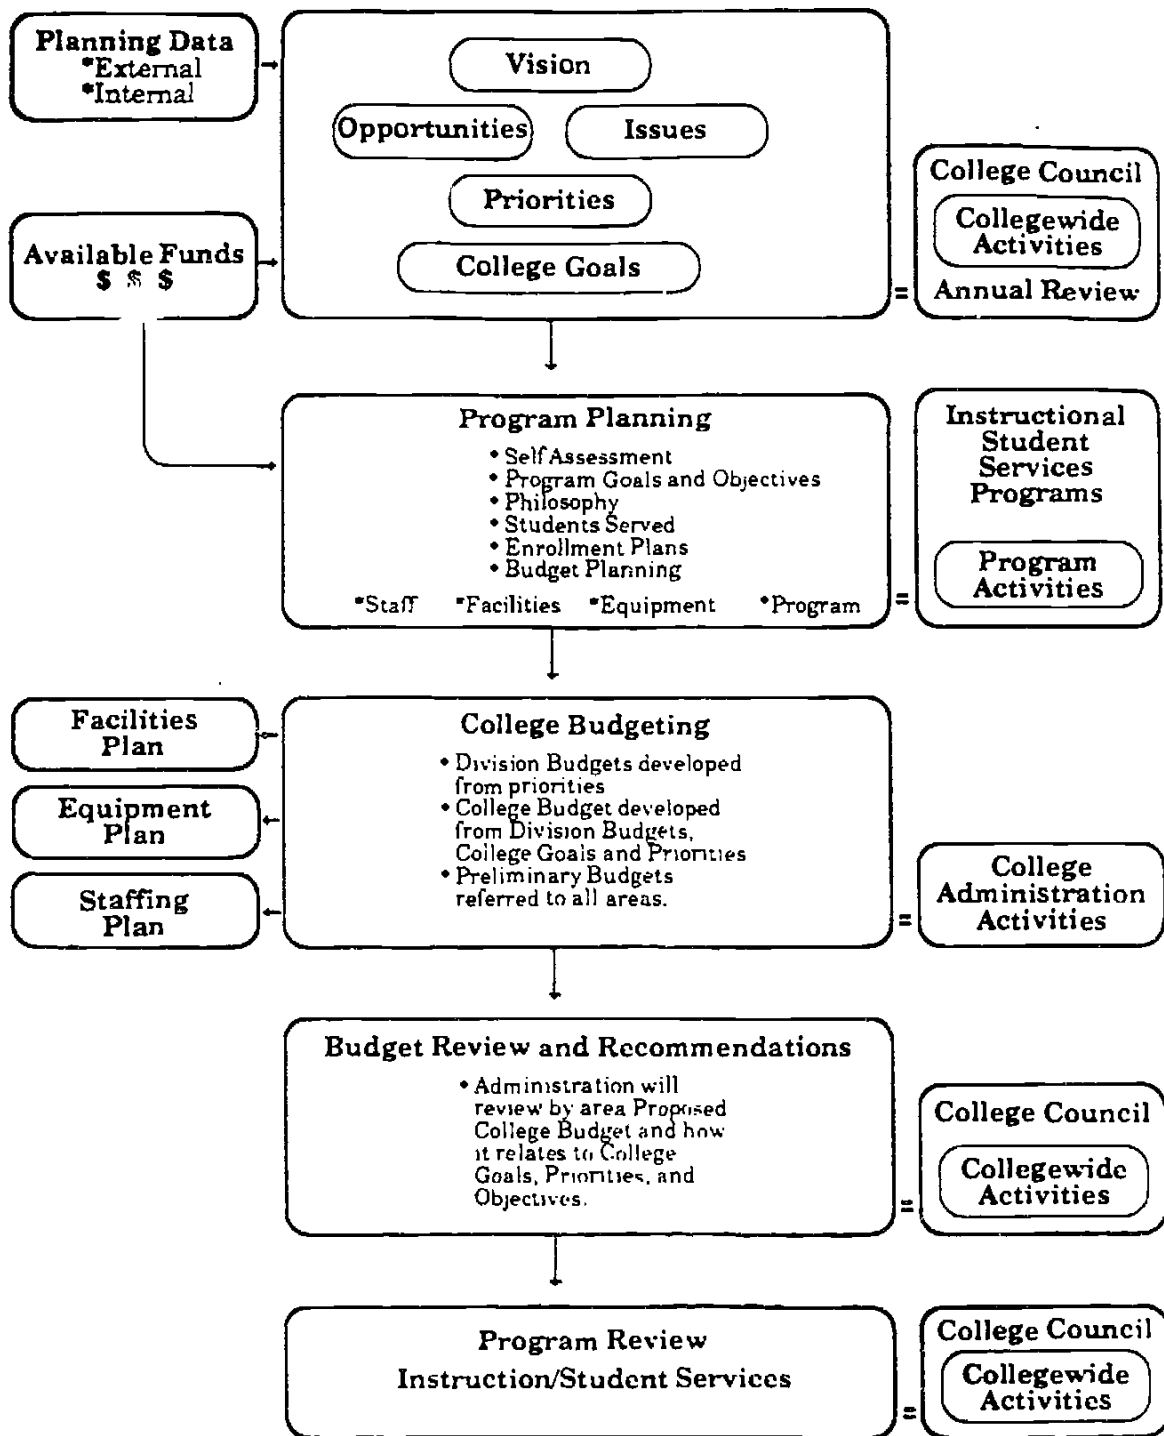 Planning Data
*External
*Internal
Vision
Opportunities
Issues
Priorities
College Goals
Available Funds
$ $ $
College Council
Collegewide
Activities
= Annual Review
Program Planning
• Self Assessment
• Program Goals and Objectives
• Philosophy
• Students Served
• Enrollment Plans
• Budget Planning
*Staff *Facilities *Equipment *Program
Instructional
Student
Services
Programs
=
Program
Activities
Facilities
Plan
Equipment
Plan
Staffing
Plan
College Budgeting
• Division Budgets developed
from priorities
• College Budget developed
from Division Budgets,
College Goals and Priorities
• Preliminary Budgets
referred to all areas.
=
College
Administration
Activities
Budget Review and Recommendations
• Administration will
review by area Proposed
College Budget and how
it relates to College
Goals, Priorities, and
Objectives.
=
College Council
Collegewide
Activities
Program Review
Instruction/Student Services
=
College Council
Collegewide
Activities